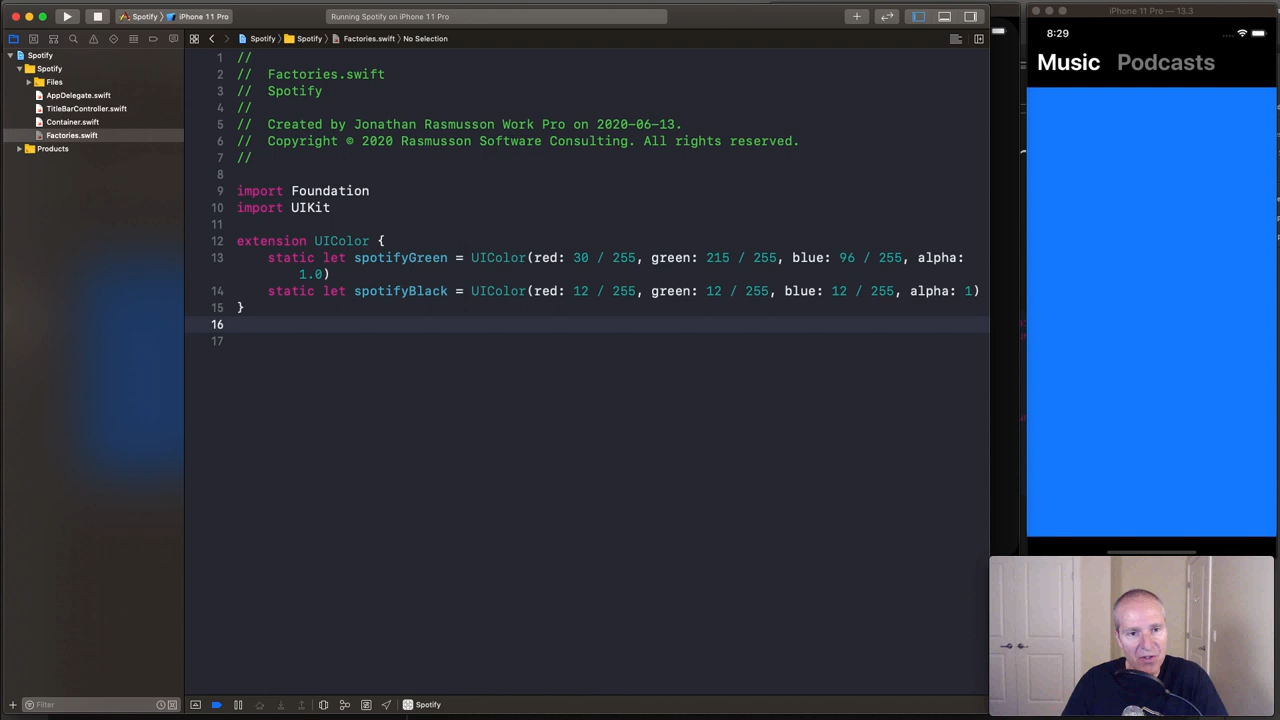 Spotify
iPhone 11 Pro
Running Spotify on iPhone 11 Pro
iPhone 11 Pro — 13.3
Spotify
Spotify
Files
AppDelegate.swift
TitleBarController.swift
Container.swift
Factories.swift
Products
Spotify
Spotify
Factories.swift
No Selection
1 //
2 //  Factories.swift
3 //  Spotify
4 //
5 //  Created by Jonathan Rasmusson Work Pro on 2020-06-13.
6 //  Copyright © 2020 Rasmusson Software Consulting. All rights reserved.
7 //
8
9 import Foundation
10 import UIKit
11
12 extension UIColor {
13     static let spotifyGreen = UIColor(red: 30 / 255, green: 215 / 255, blue: 96 / 255, alpha:
1.0)
14     static let spotifyBlack = UIColor(red: 12 / 255, green: 12 / 255, blue: 12 / 255, alpha: 1)
15 }
16
17
8:29
Music Podcasts
Filter
Spotify